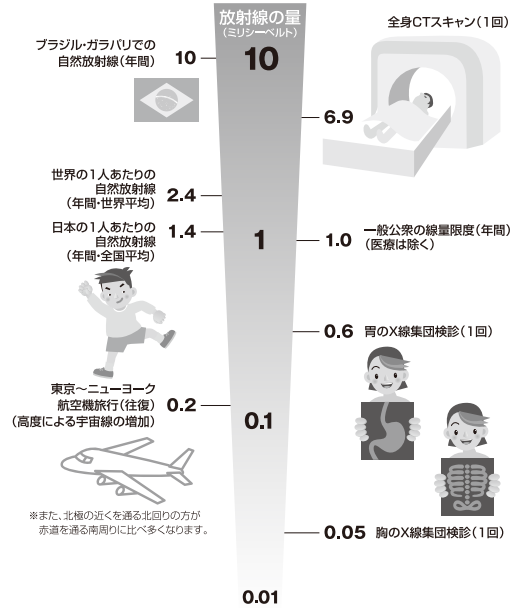 放射線の量
(ミリシーベルト)
10
ブラジル・ガラパリでの
自然放射線(年間)
10
全身CTスキャン(1回)
6.9
世界の1人あたりの
自然放射線
(年間・世界平均)
2.4
日本の1人あたりの
自然放射線
(年間・全国平均)
1.4
1
1.0
一般公衆の線量限度(年間)
(医療は除く)
0.6 胃のX線集団検診(1回)
東京〜ニューヨーク
航空機旅行(往復)
(高度による宇宙線の増加)
0.2
0.1
※また、北極の近くを通る北回りの方が
赤道を通る南周りに比べ多くなります。
0.05 胸のX線集団検診(1回)
0.01